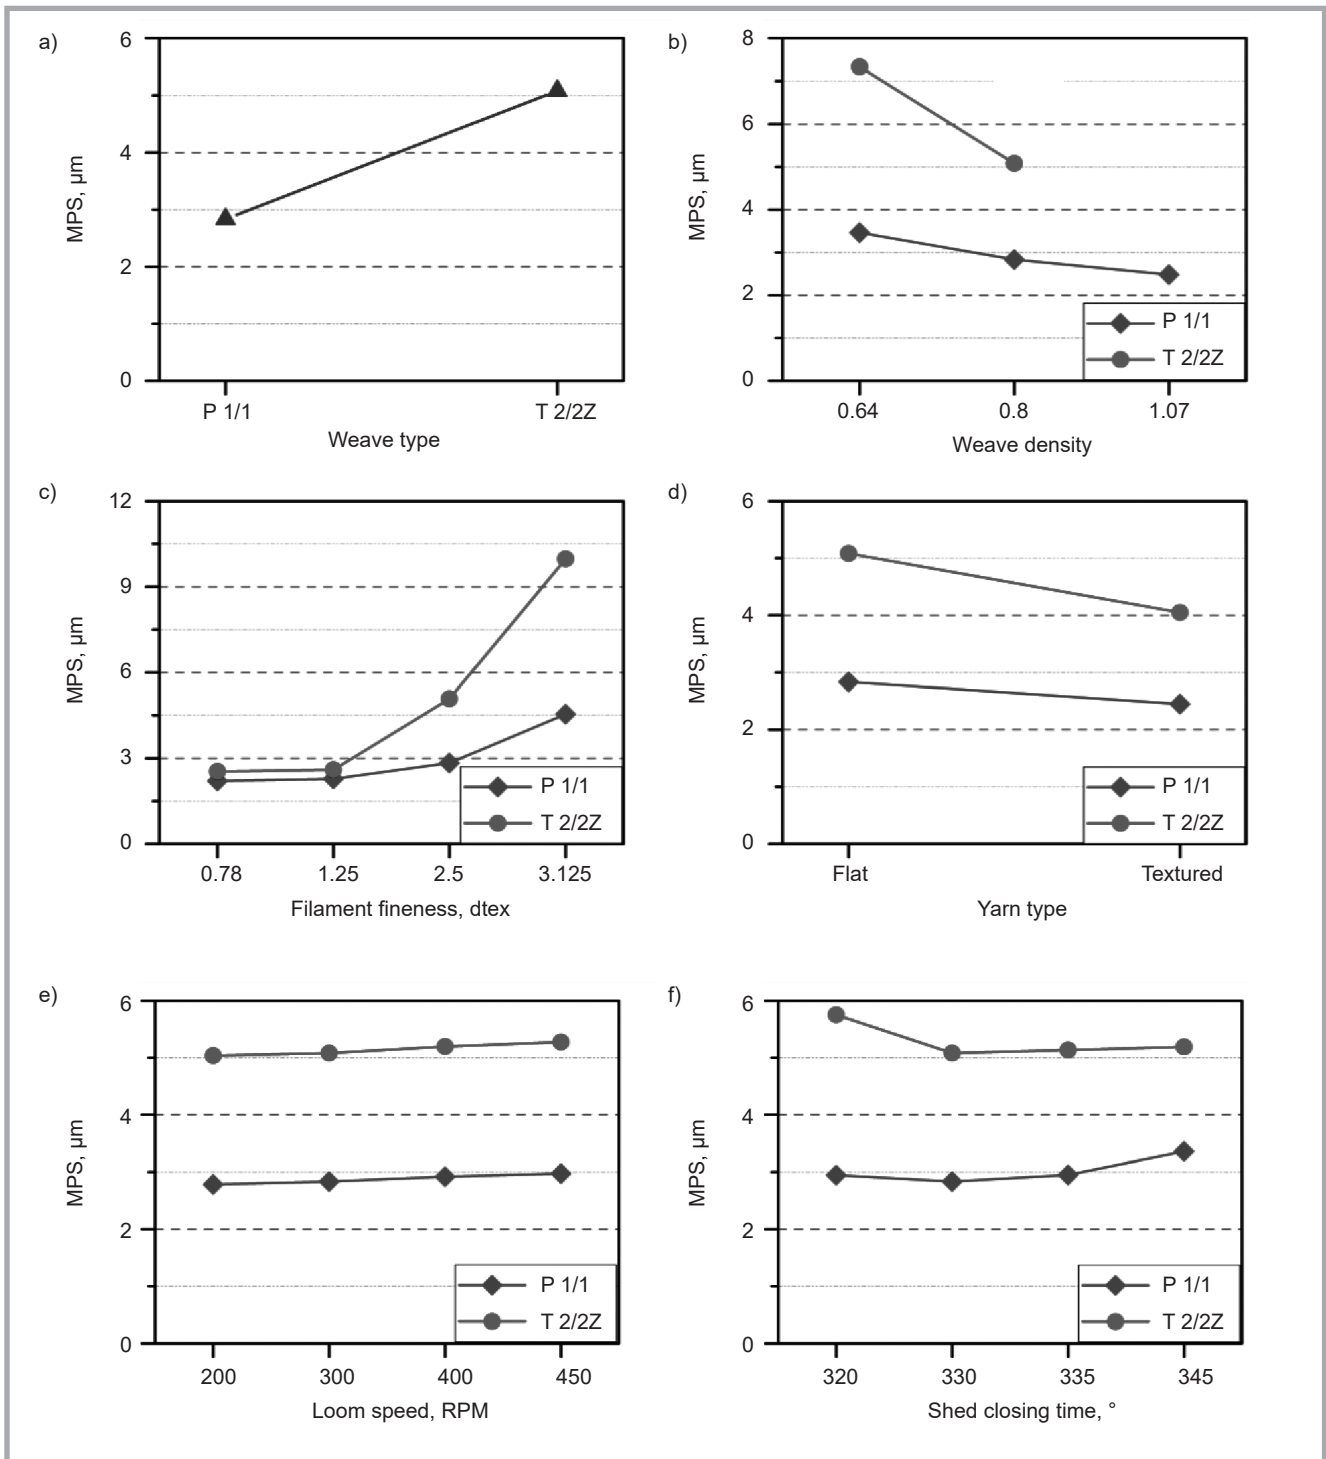 a)
6
4
2
0
MPS, µm
P 1/1
T 2/2Z
Weave type
b)
8
6
4
2
0
MPS, µm
P 1/1
T 2/2Z
0.64
0.8
1.07
Weave density
c)
12
9
6
3
0
MPS, µm
P 1/1
T 2/2Z
0.78
1.25
2.5
3.125
Filament fineness, dtex
d)
6
4
2
0
MPS, µm
P 1/1
T 2/2Z
Flat
Textured
Yarn type
e)
6
4
2
0
MPS, µm
P 1/1
T 2/2Z
200
300
400
450
Loom speed, RPM
f)
6
4
2
0
MPS, µm
P 1/1
T 2/2Z
320
330
335
345
Shed closing time, °